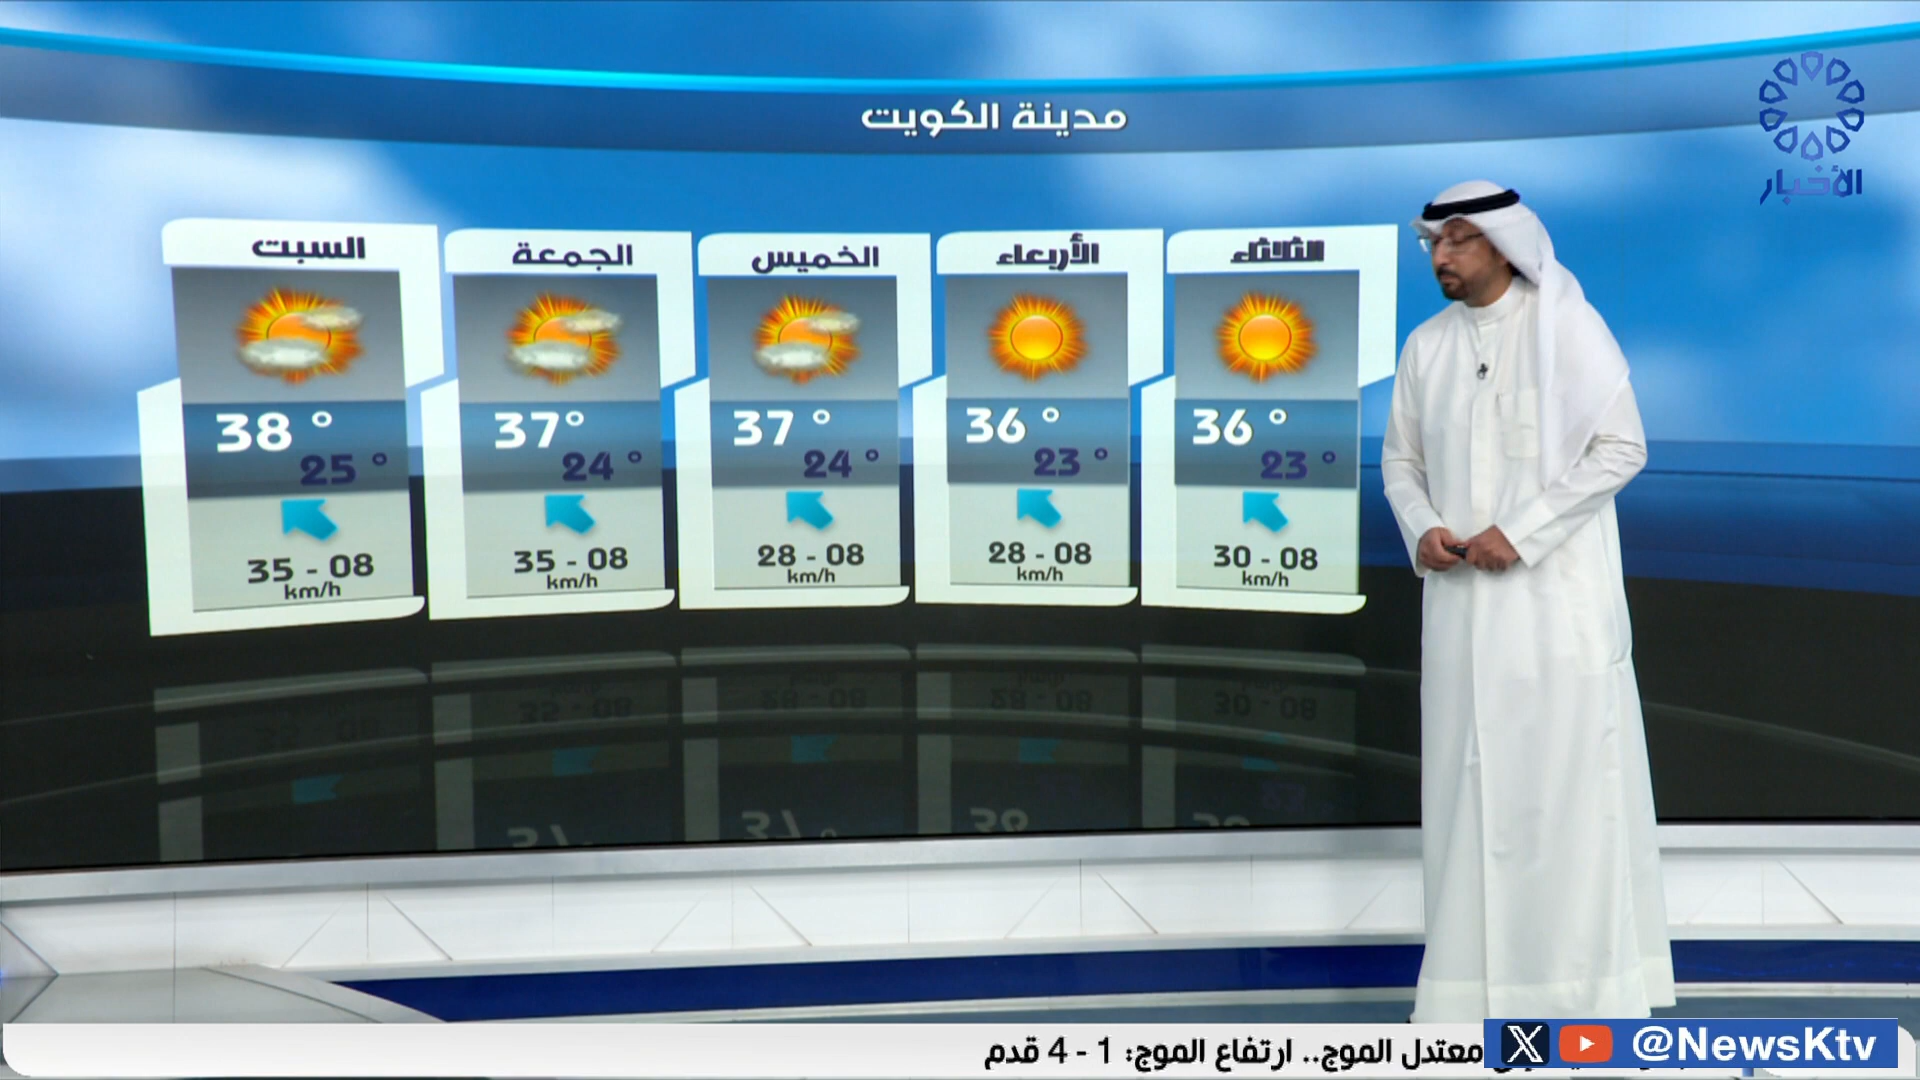 مدينة الكويت
الأخبار
الثلاثاء
36°
23°
30 - 08
km/h
الأربعاء
36°
23°
28 - 08
km/h
الخميس
37°
24°
28 - 08
km/h
الجمعة
37°
24°
35 - 08
km/h
السبت
38°
25°
35 - 08
km/h
معتدل الموج.. ارتفاع الموج: 1 - 4 قدم
@NewsKtv